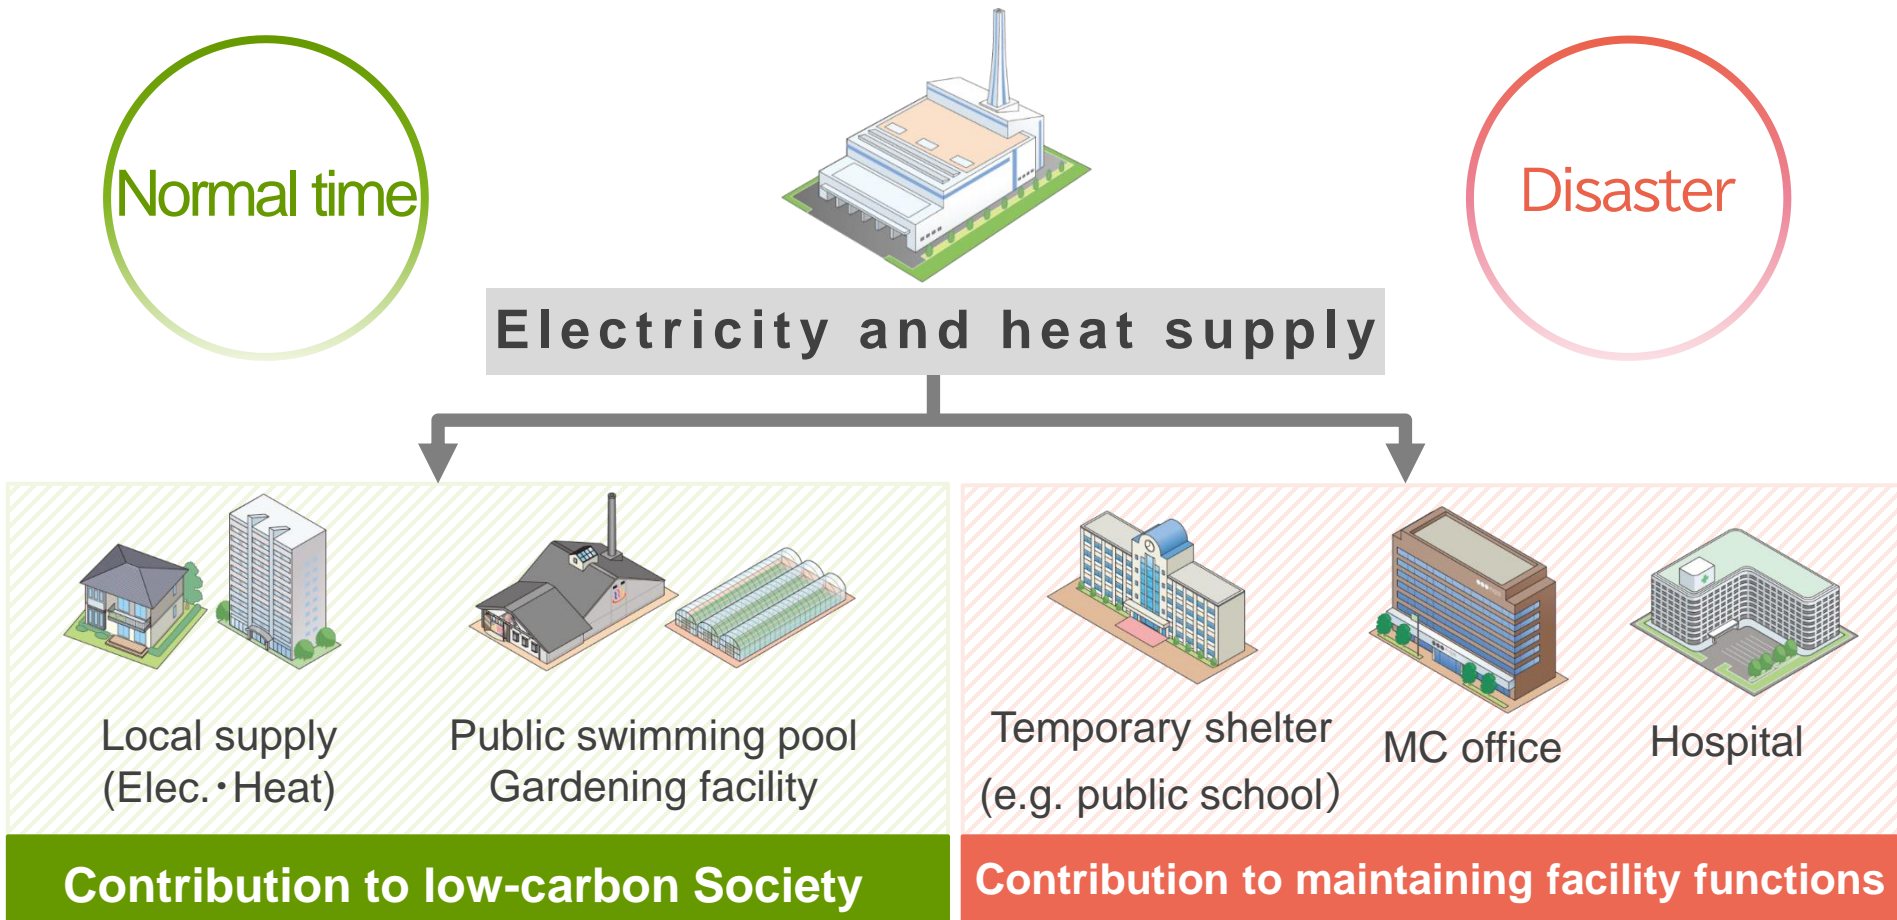 Normal time
Disaster
Electricity and heat supply
Local supply
(Elec.・Heat)
Public swimming pool
Gardening facility
Temporary shelter
(e.g. public school）
MC office
Hospital
Contribution to low-carbon Society
Contribution to maintaining facility functions